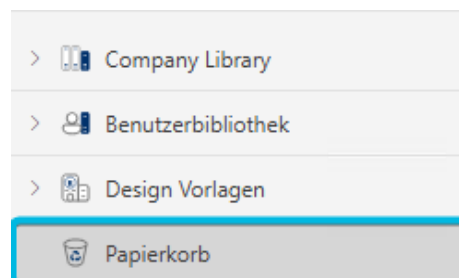 Company Library
Benutzerbibliothek
Design Vorlagen
Papierkorb